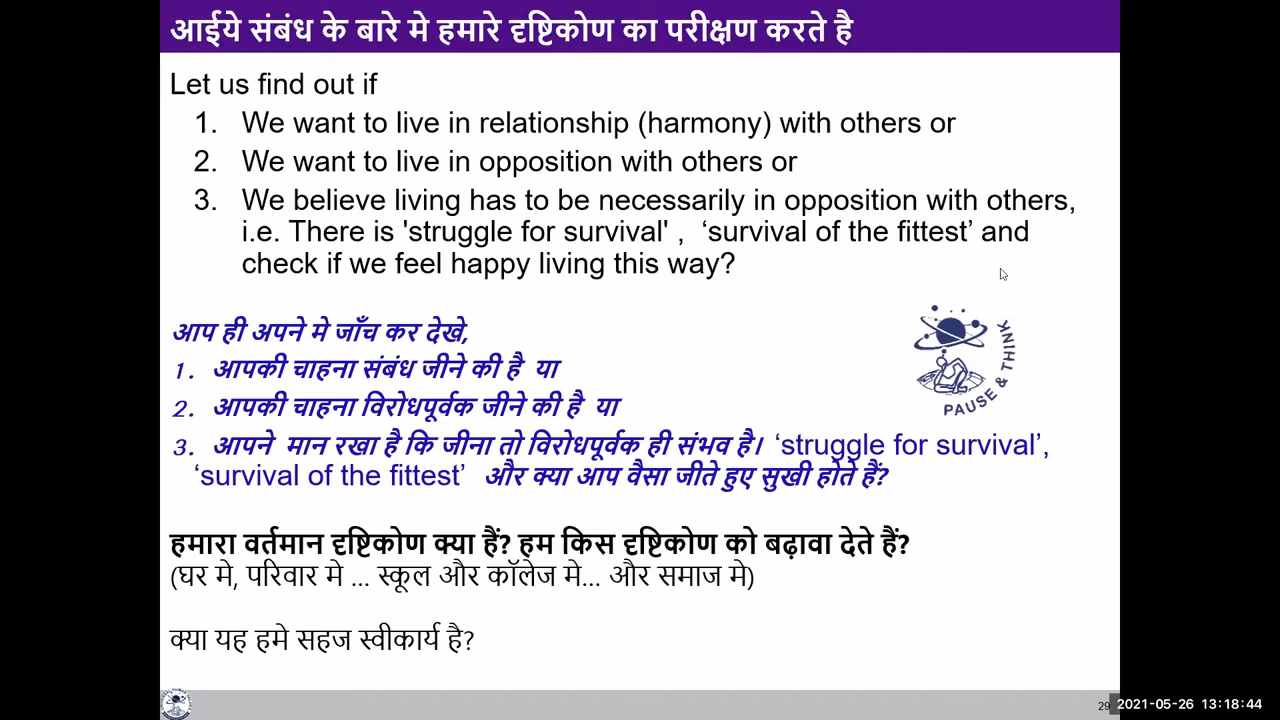 आईये संबंध के बारे मे हमारे दृष्टिकोण का परीक्षण करते है
Let us find out if
1. We want to live in relationship (harmony) with others or
2. We want to live in opposition with others or
3. We believe living has to be necessarily in opposition with others,
i.e. There is 'struggle for survival' , ‘survival of the fittest’ and
check if we feel happy living this way?
आप ही अपने मे जाँच कर देखे,
1. आपकी चाहना संबंध जीने की है या
2. आपकी चाहना विरोधपूर्वक जीने की है या
3. आपने मान रखा है कि जीना तो विरोधपूर्वक ही संभव है। ‘struggle for survival’,
‘survival of the fittest’ और क्या आप वैसा जीते हुए सुखी होते हैं?
PAUSE & THINK
हमारा वर्तमान दृष्टिकोण क्या हैं? हम किस दृष्टिकोण को बढ़ावा देते हैं?
(घर मे, परिवार मे ... स्कूल और कॉलेज मे... और समाज मे)
क्या यह हमे सहज स्वीकार्य है?
29
2021-05-26 13:18:44